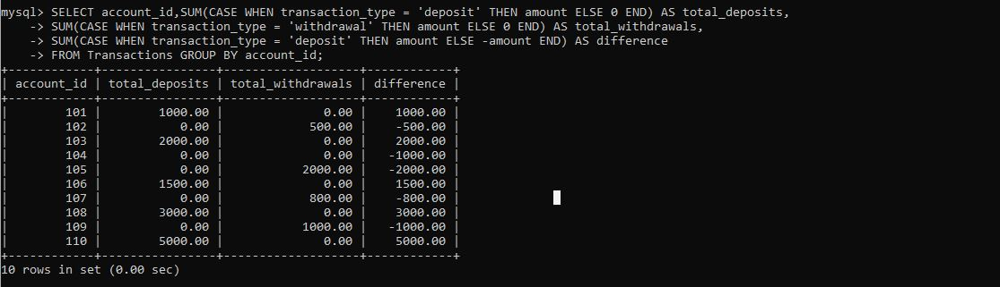 mysql> SELECT account_id,SUM(CASE WHEN transaction_type = 'deposit' THEN amount ELSE 0 END) AS total_deposits,
    -> SUM(CASE WHEN transaction_type = 'withdrawal' THEN amount ELSE 0 END) AS total_withdrawals,
    -> SUM(CASE WHEN transaction_type = 'deposit' THEN amount ELSE -amount END) AS difference
    -> FROM Transactions GROUP BY account_id;
+------------+----------------+-------------------+------------+
| account_id | total_deposits | total_withdrawals | difference |
+------------+----------------+-------------------+------------+
|        101 |        1000.00 |              0.00 |    1000.00 |
|        102 |           0.00 |            500.00 |    -500.00 |
|        103 |        2000.00 |              0.00 |    2000.00 |
|        104 |           0.00 |              0.00 |   -1000.00 |
|        105 |           0.00 |           2000.00 |   -2000.00 |
|        106 |        1500.00 |              0.00 |    1500.00 |
|        107 |           0.00 |            800.00 |    -800.00 |
|        108 |        3000.00 |              0.00 |    3000.00 |
|        109 |           0.00 |           1000.00 |   -1000.00 |
|        110 |        5000.00 |              0.00 |    5000.00 |
+------------+----------------+-------------------+------------+
10 rows in set (0.00 sec)